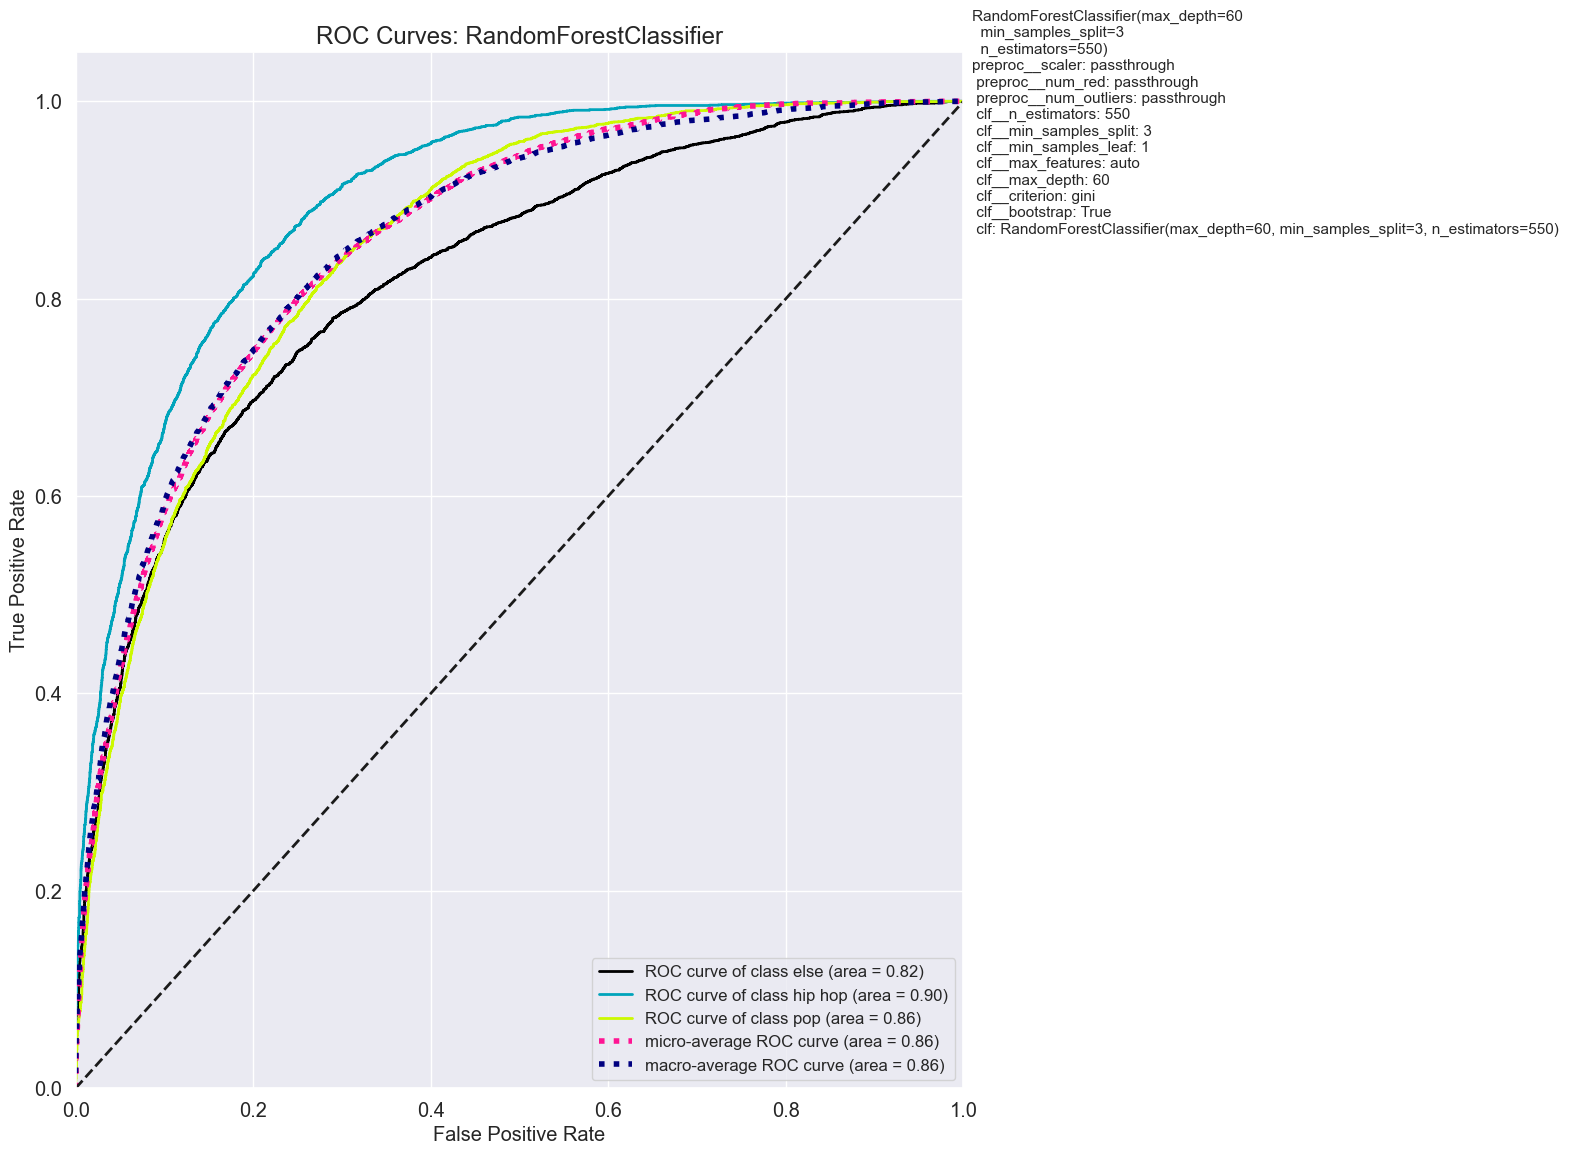 ROC Curves: RandomForestClassifier
RandomForestClassifier(max_depth=60
min_samples_split=3
n_estimators=550)
preproc__scaler: passthrough
preproc__num_red: passthrough
preproc__num_outliers: passthrough
clf__n_estimators: 550
clf__min_samples_split: 3
clf__min_samples_leaf: 1
clf__max_features: auto
clf__max_depth: 60
clf__criterion: gini
clf__bootstrap: True
clf: RandomForestClassifier(max_depth=60, min_samples_split=3, n_estimators=550)
True Positive Rate
1.0
0.8
0.6
0.4
0.2
0.0
ROC curve of class else (area = 0.82)
ROC curve of class hip hop (area = 0.90)
ROC curve of class pop (area = 0.86)
micro-average ROC curve (area = 0.86)
macro-average ROC curve (area = 0.86)
0.0 0.2 0.4 0.6 0.8 1.0
False Positive Rate